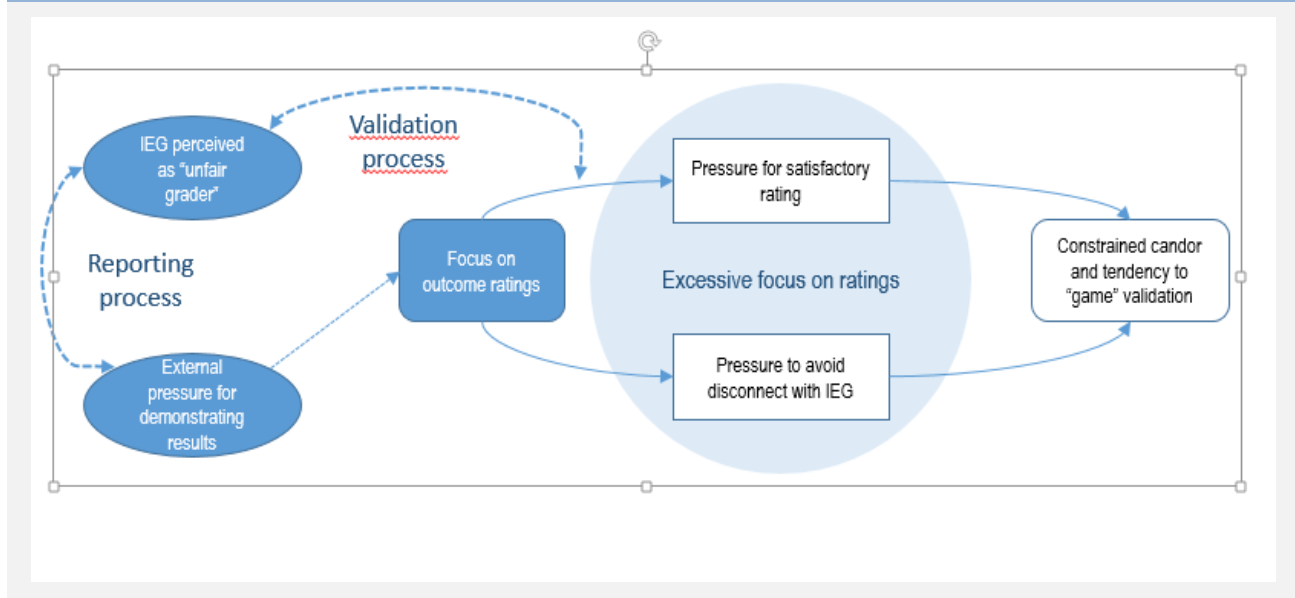 IEG perceived
as “unfair
grader”
Validation
process
Reporting
process
External
pressure for
demonstrating
results
Focus on
outcome ratings
Pressure for satisfactory
rating
Excessive focus on ratings
Pressure to avoid
disconnect with IEG
Constrained candor
and tendency to
“game” validation